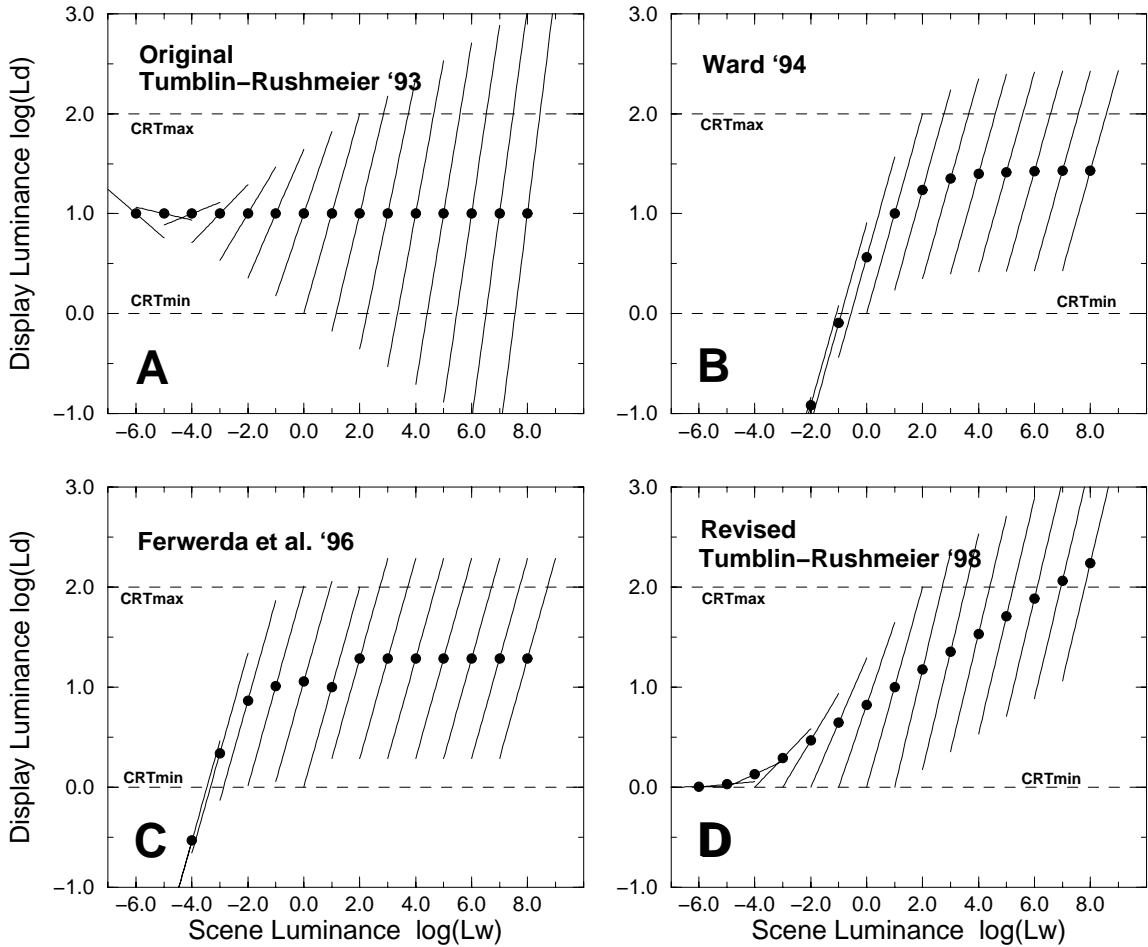 3.0
2.0
1.0
0.0
−1.0
Display Luminance log(Ld)
Original
Tumblin−Rushmeier ‘93
CRTmax
CRTmin
A
−6.0 −4.0 −2.0 0.0 2.0 4.0 6.0 8.0
3.0
2.0
1.0
0.0
−1.0
Ward ‘94
CRTmax
CRTmin
B
−6.0 −4.0 −2.0 0.0 2.0 4.0 6.0 8.0
3.0
2.0
1.0
0.0
−1.0
Display Luminance log(Ld)
Ferwerda et al. ‘96
CRTmax
CRTmin
C
−6.0 −4.0 −2.0 0.0 2.0 4.0 6.0 8.0
Scene Luminance log(Lw)
3.0
2.0
1.0
0.0
−1.0
Revised
Tumblin−Rushmeier ‘98
CRTmax
CRTmin
D
−6.0 −4.0 −2.0 0.0 2.0 4.0 6.0 8.0
Scene Luminance log(Lw)